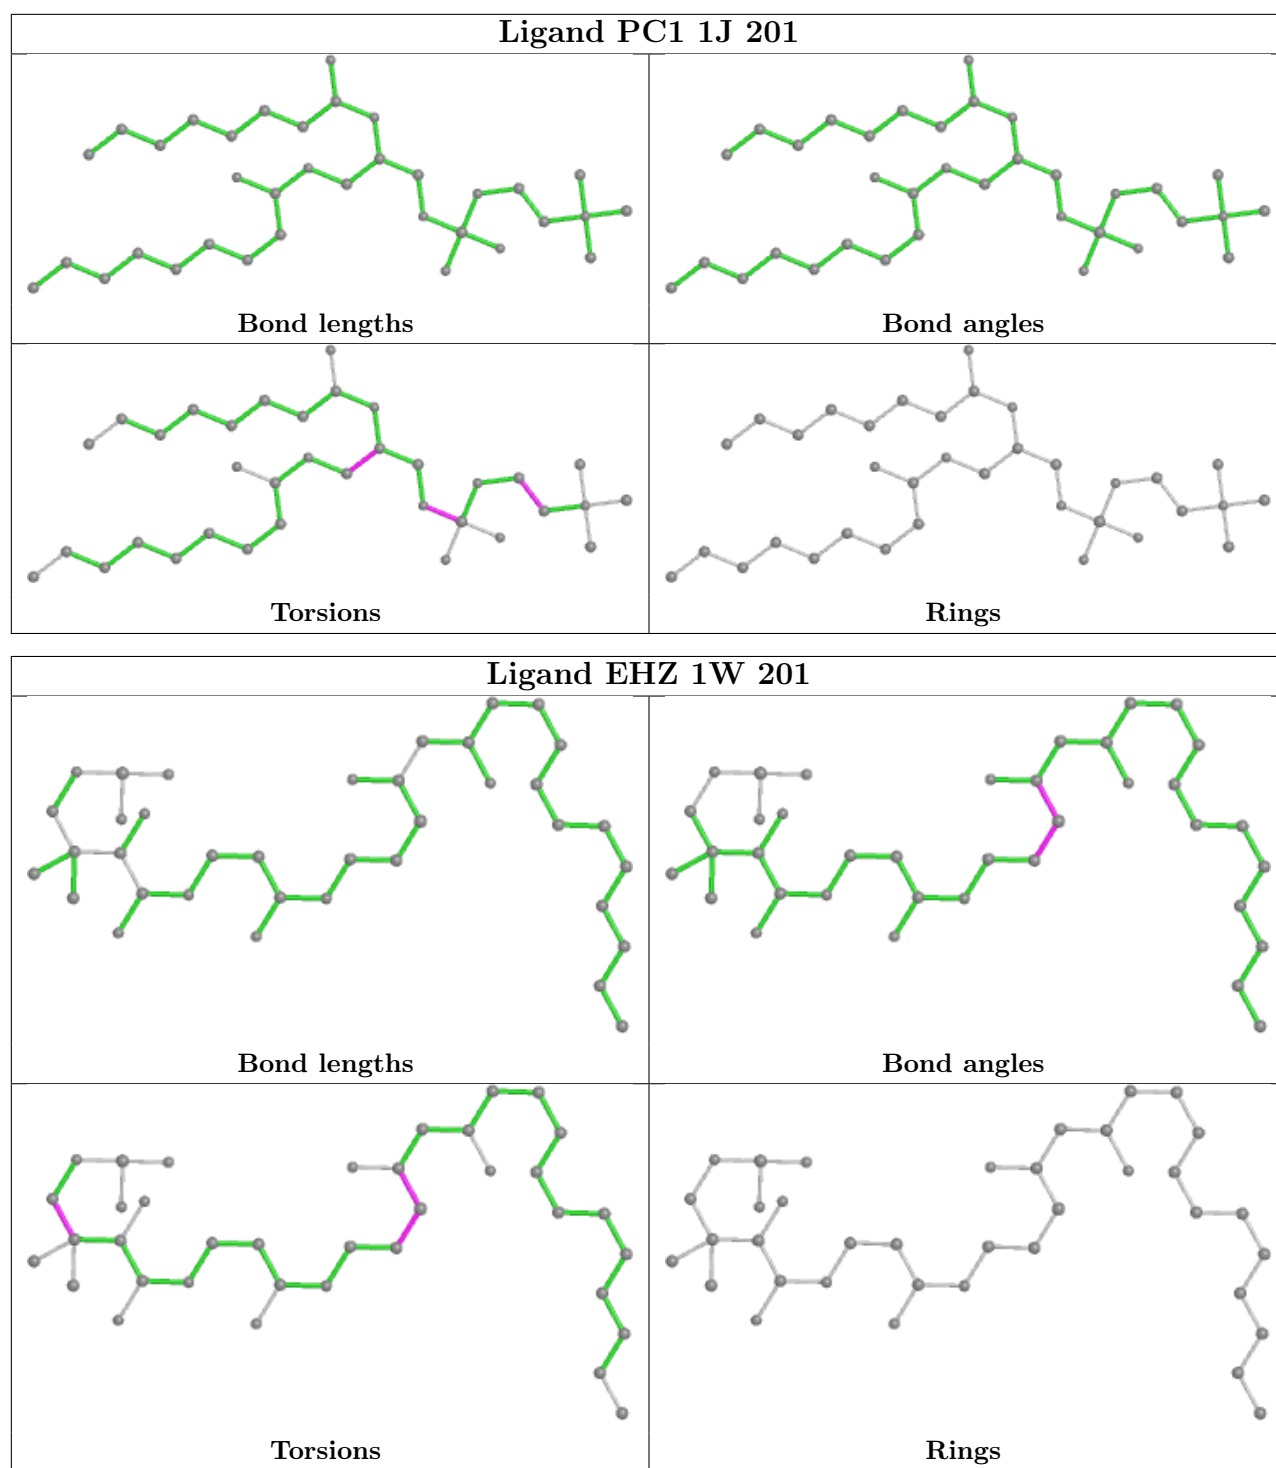 Ligand PC1 1J 201
Bond lengths
Bond angles
Torsions
Rings
Ligand EHZ 1W 201
Bond lengths
Bond angles
Torsions
Rings